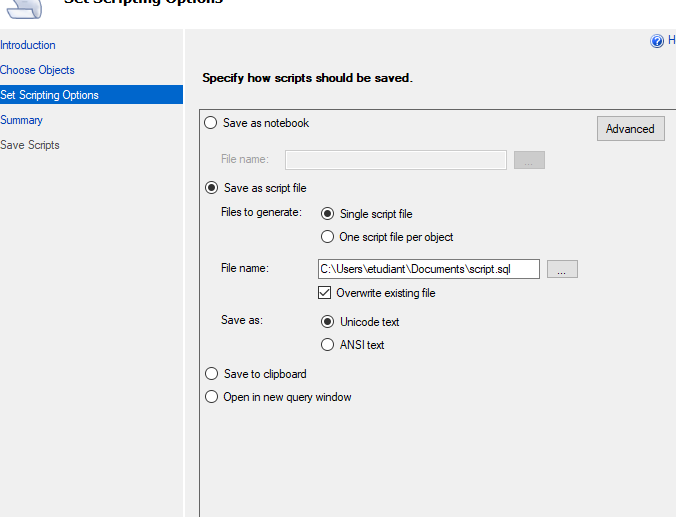 Set Scripting Options
Introduction
Choose Objects
Set Scripting Options
Summary
Save Scripts
H
Specify how scripts should be saved.
Save as notebook
Advanced
File name:
...
Save as script file
Files to generate:
Single script file
One script file per object
File name:
C:\Users\etudiant\Documents\script.sql
...
Overwrite existing file
Save as:
Unicode text
ANSI text
Save to clipboard
Open in new query window